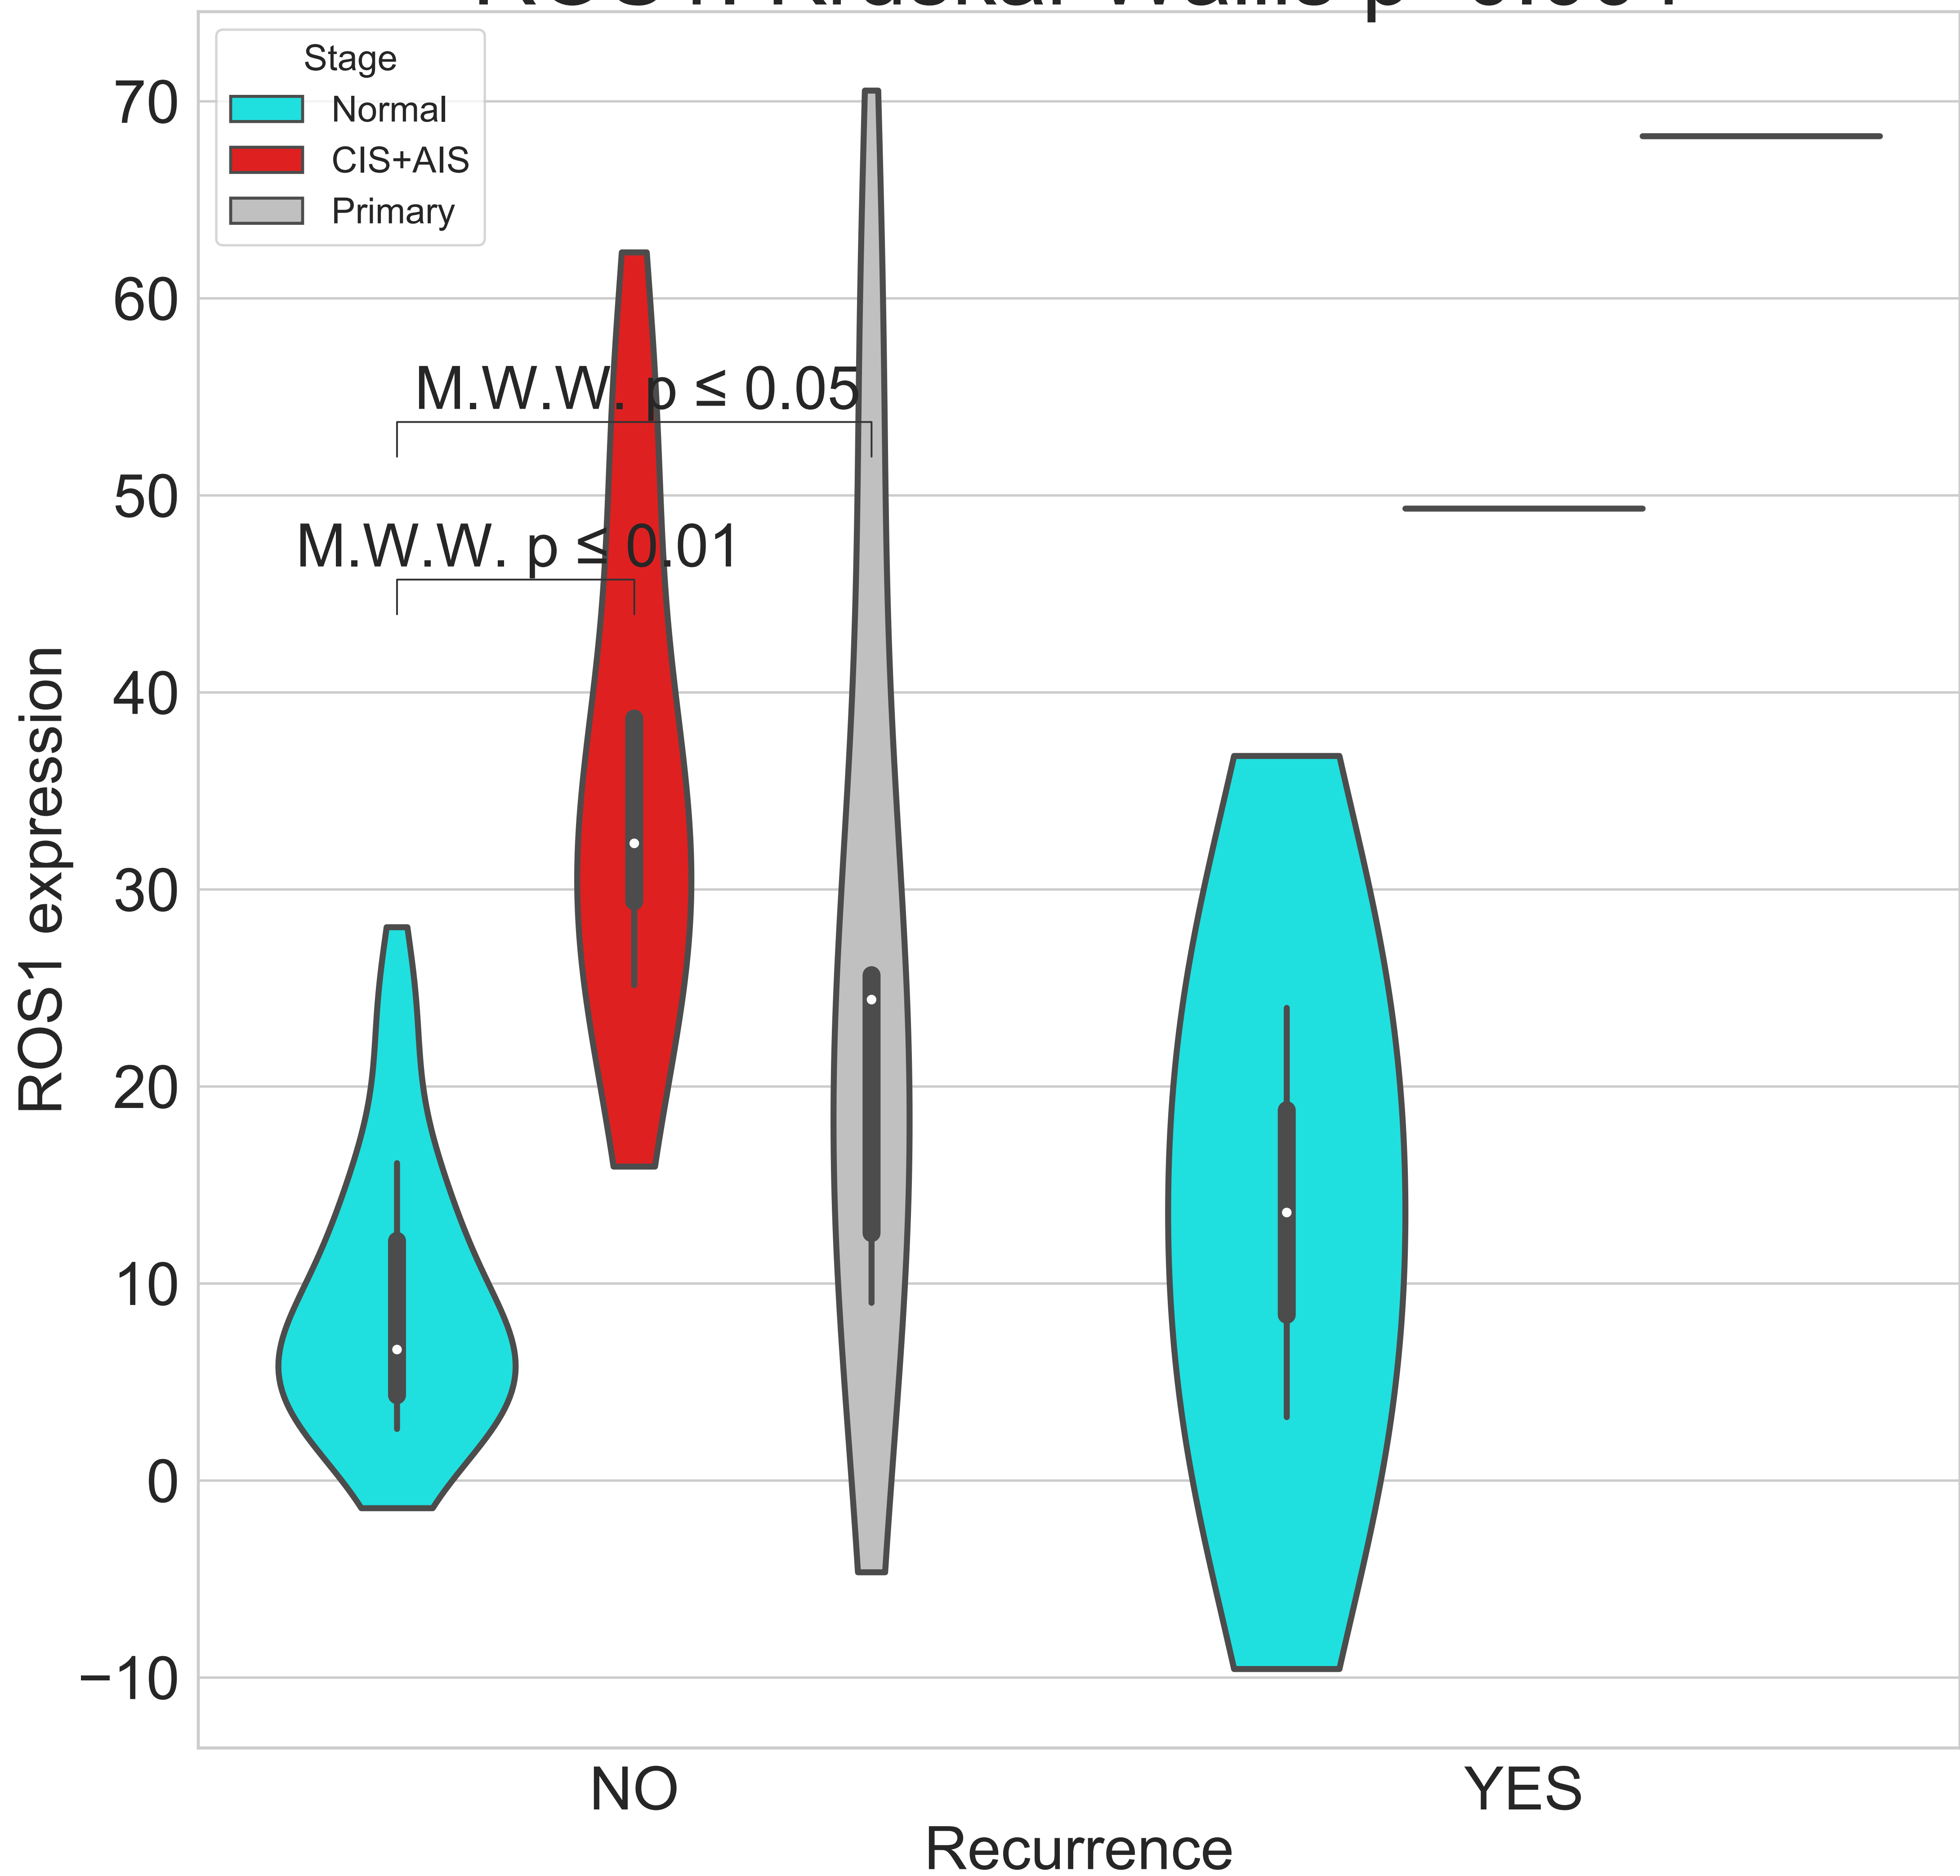 Stage
Normal
CIS+AIS
Primary
70
60
50
40
30
20
10
0
−10
ROS1 expression
M.W.W. p ≤ 0.05
M.W.W. p ≤ 0.01
NO
YES
Recurrence